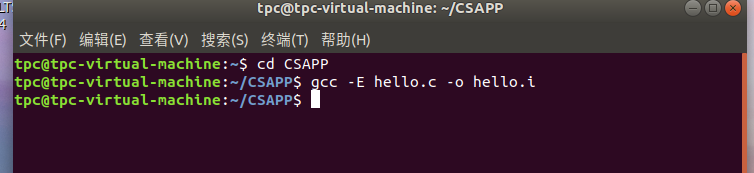 LT
4
tpc@tpc-virtual-machine: ~/CSAPP
文件(F) 编辑(E) 查看(V) 搜索(S) 终端(T) 帮助(H)
tpc@tpc-virtual-machine:~$ cd CSAPP
tpc@tpc-virtual-machine:~/CSAPP$ gcc -E hello.c -o hello.i
tpc@tpc-virtual-machine:~/CSAPP$